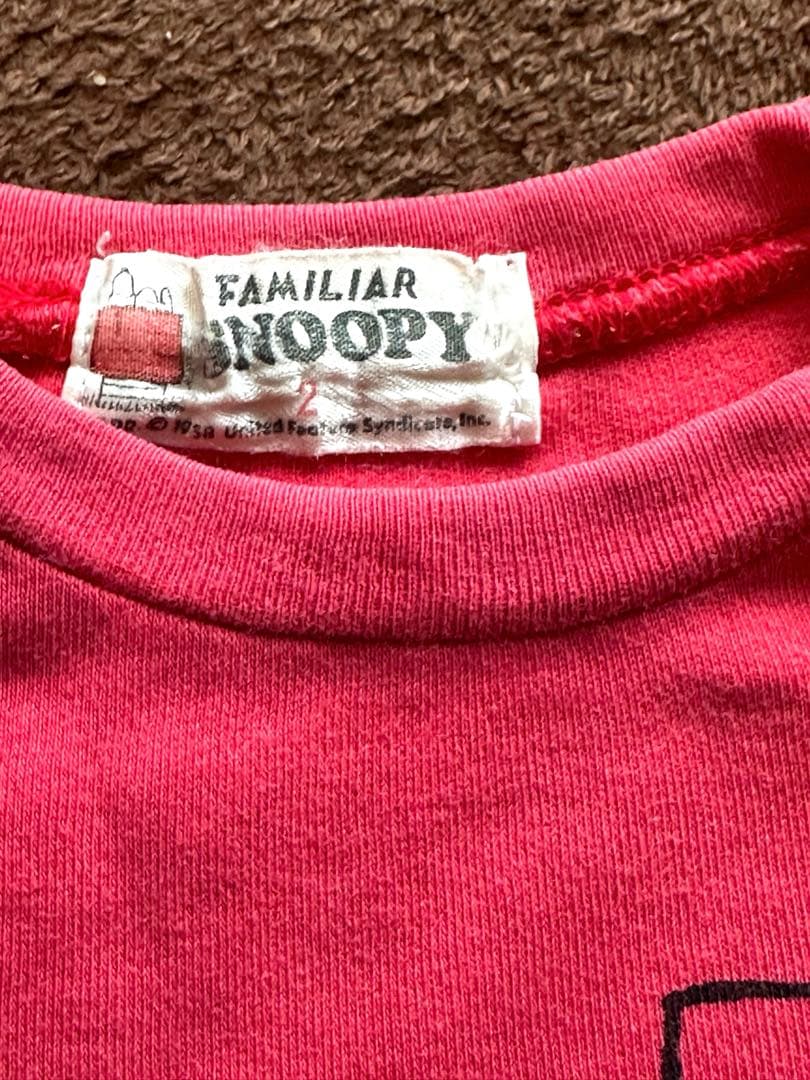 FAMILIAR
SNOOPY
2
© 1958 United Feature Syndicate, Inc.